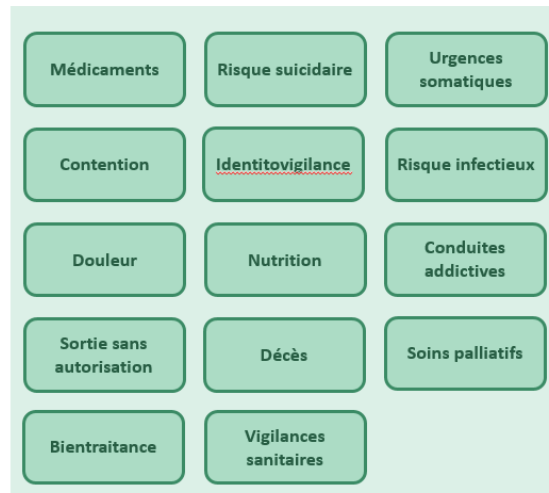 Médicaments
Risque suicidaire
Urgences
somatiques
Contention
Identitovigilance
Risque infectieux
Douleur
Nutrition
Conduites
addictives
Sortie sans
autorisation
Décès
Soins palliatifs
Bientraitance
Vigilances
sanitaires